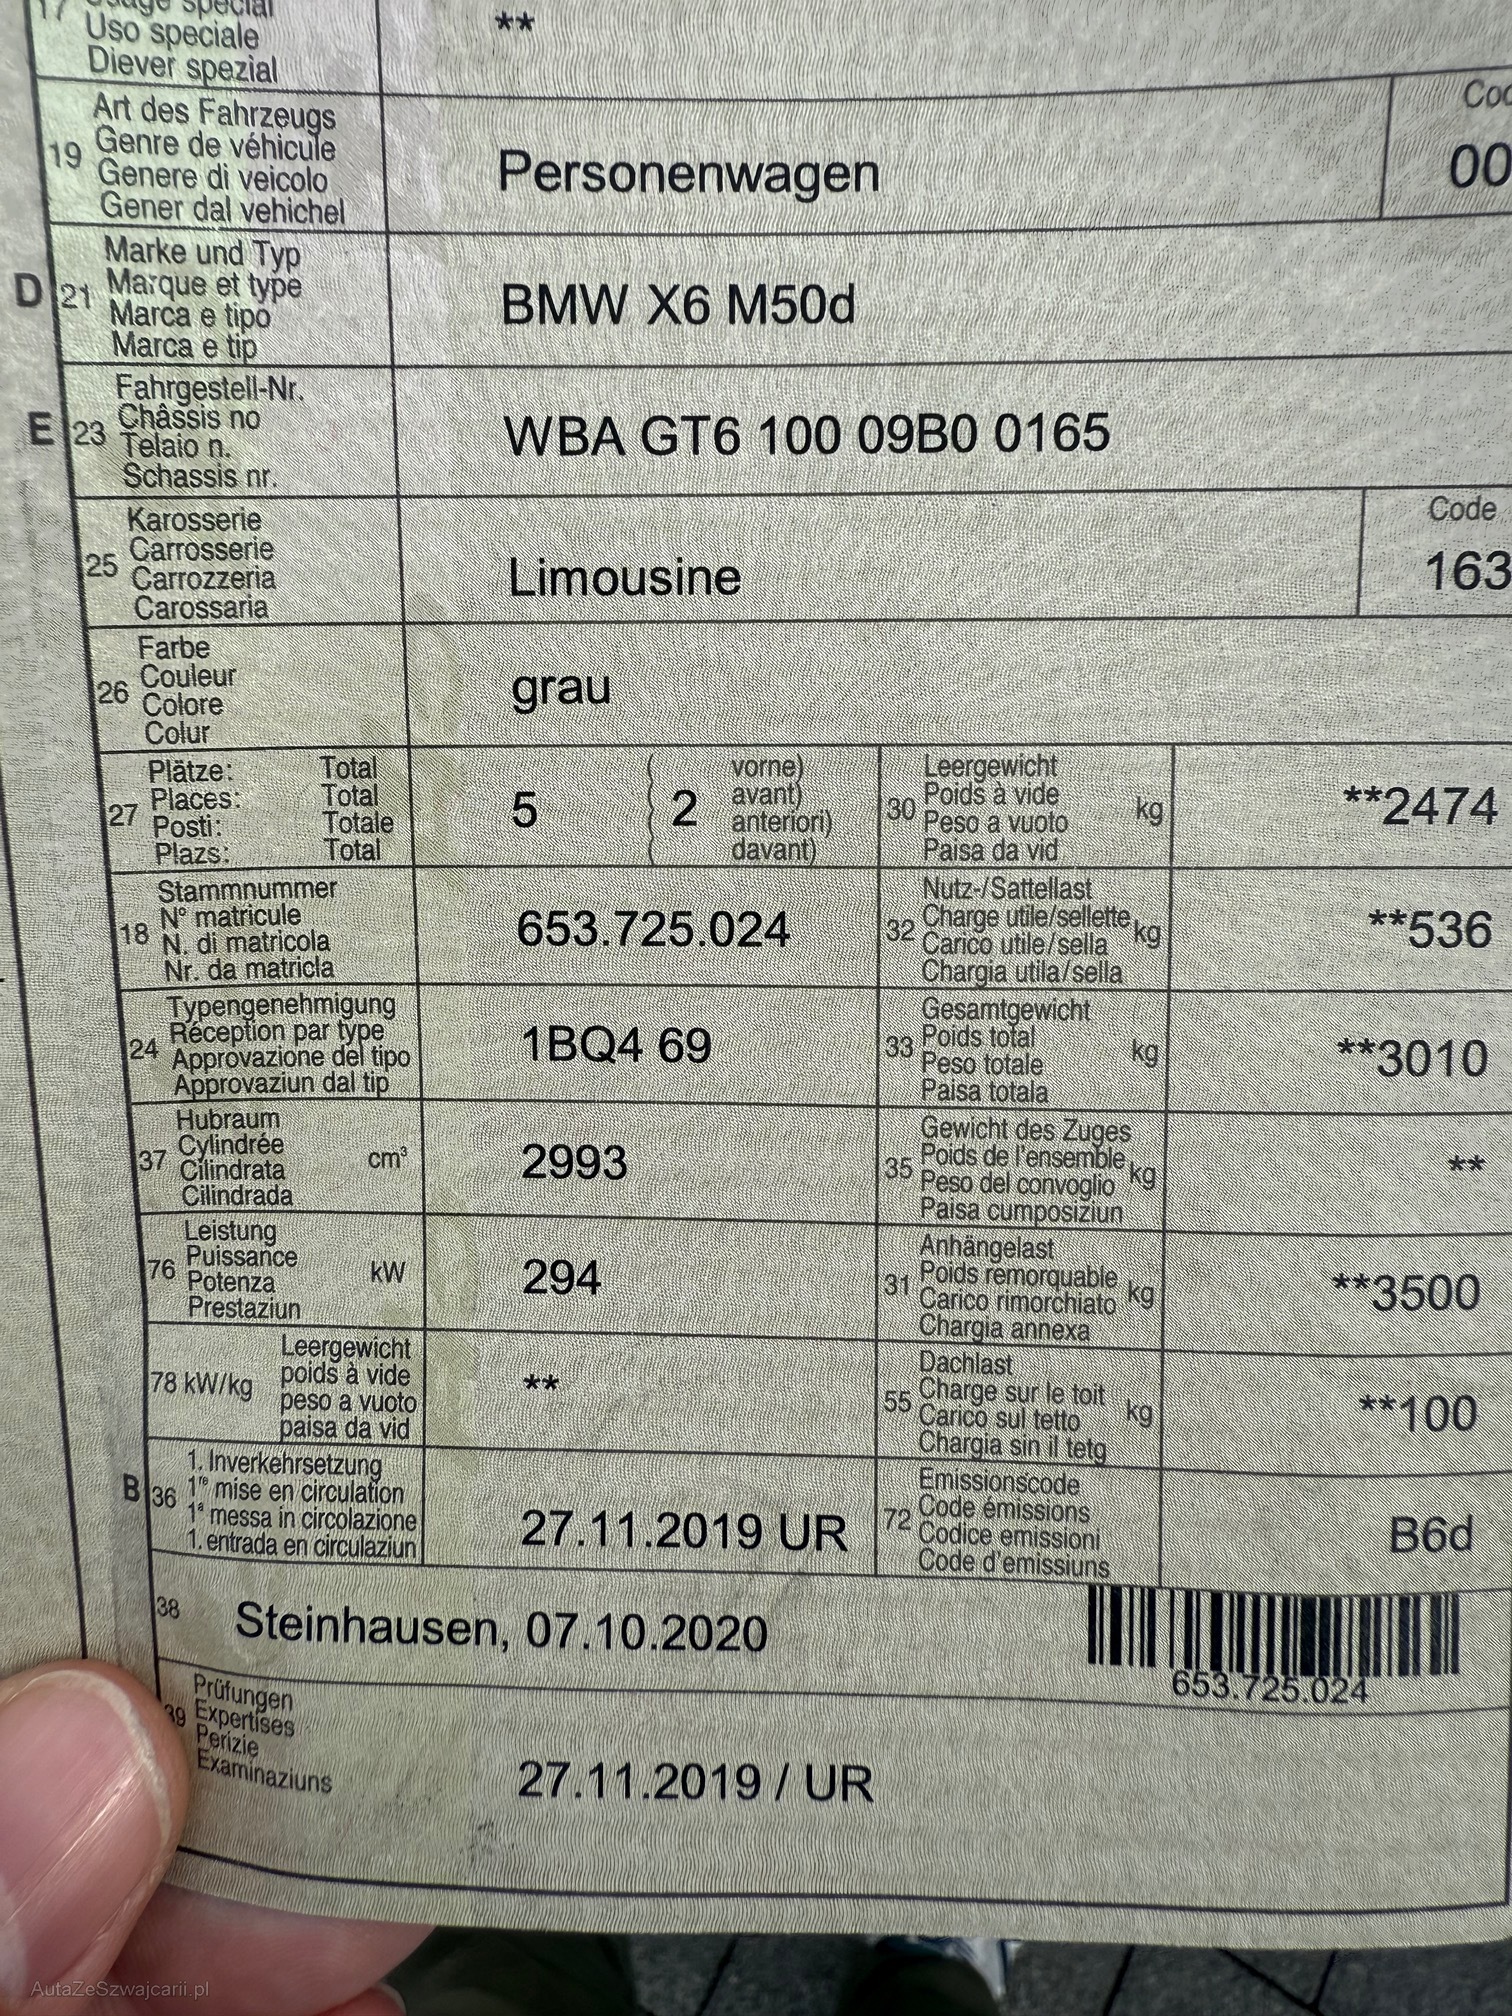 17 Usage spécial
Uso speciale **
Diever spezial
Art des Fahrzeugs
Genre de véhicule
19 Genere di veicolo Personenwagen 00
Gener dal vehichel
Marke und Typ
D 21 Marque et type BMW X6 M50d
Marca e tipo
Marca e tip
Fahrgestell-Nr.
E 23 Châssis no WBA GT6 100 09B0 0165
Telaio n.
Schassis nr.
Karosserie Code
25 Carrosserie
Carrozzeria Limousine 163
Carossaria
Farbe
26 Couleur grau
Colore
Colur
Plätze: Total vorne) Leergewicht
27 Places: Total 5 ( 2 avant) 30 Poids à vide kg **2474
Posti: Totale anteriori) Peso a vuoto
Plazs: Total davant) Paisa da vid
Stammnummer Nutz-/Sattellast
18 N° matricule 653.725.024 32 Charge utile/sellette kg **536
N. di matricola Carico utile/sella
Nr. da matricla Chargia utila/sella
Typengenehmigung Gesamtgewicht
24 Réception par type 1BQ4 69 33 Poids total kg **3010
Approvazione del tipo Peso totale
Approvaziun dal tip Paisa totala
Hubraum Gewicht des Zuges
37 Cylindrée cm³ 2993 35 Poids de l'ensemble kg **
Cilindrata Peso del convoglio
Cilindrada Paisa cumposiziun
Leistung Anhängelast
76 Puissance kW 294 31 Poids remorquable kg **3500
Potenza Carico rimorchiato
Prestaziun Chargia annexa
Leergewicht Dachlast
78 kW/kg poids à vide ** 55 Charge sur le toit kg **100
peso a vuoto Carico sul tetto
paisa da vid Chargia sin il tetg
1. Inverkehrsetzung Emissionscode
B 36 1re mise en circulation 27.11.2019 UR 72 Code émissions B6d
1a messa in circolazione Codice emissioni
1. entrada en circulaziun Code d'emissiuns
38 Steinhausen, 07.10.2020
653.725.024
Prüfungen
39 Expertises
Perizie 27.11.2019 / UR
Examinaziuns
AutaZeSzwajcarii.pl